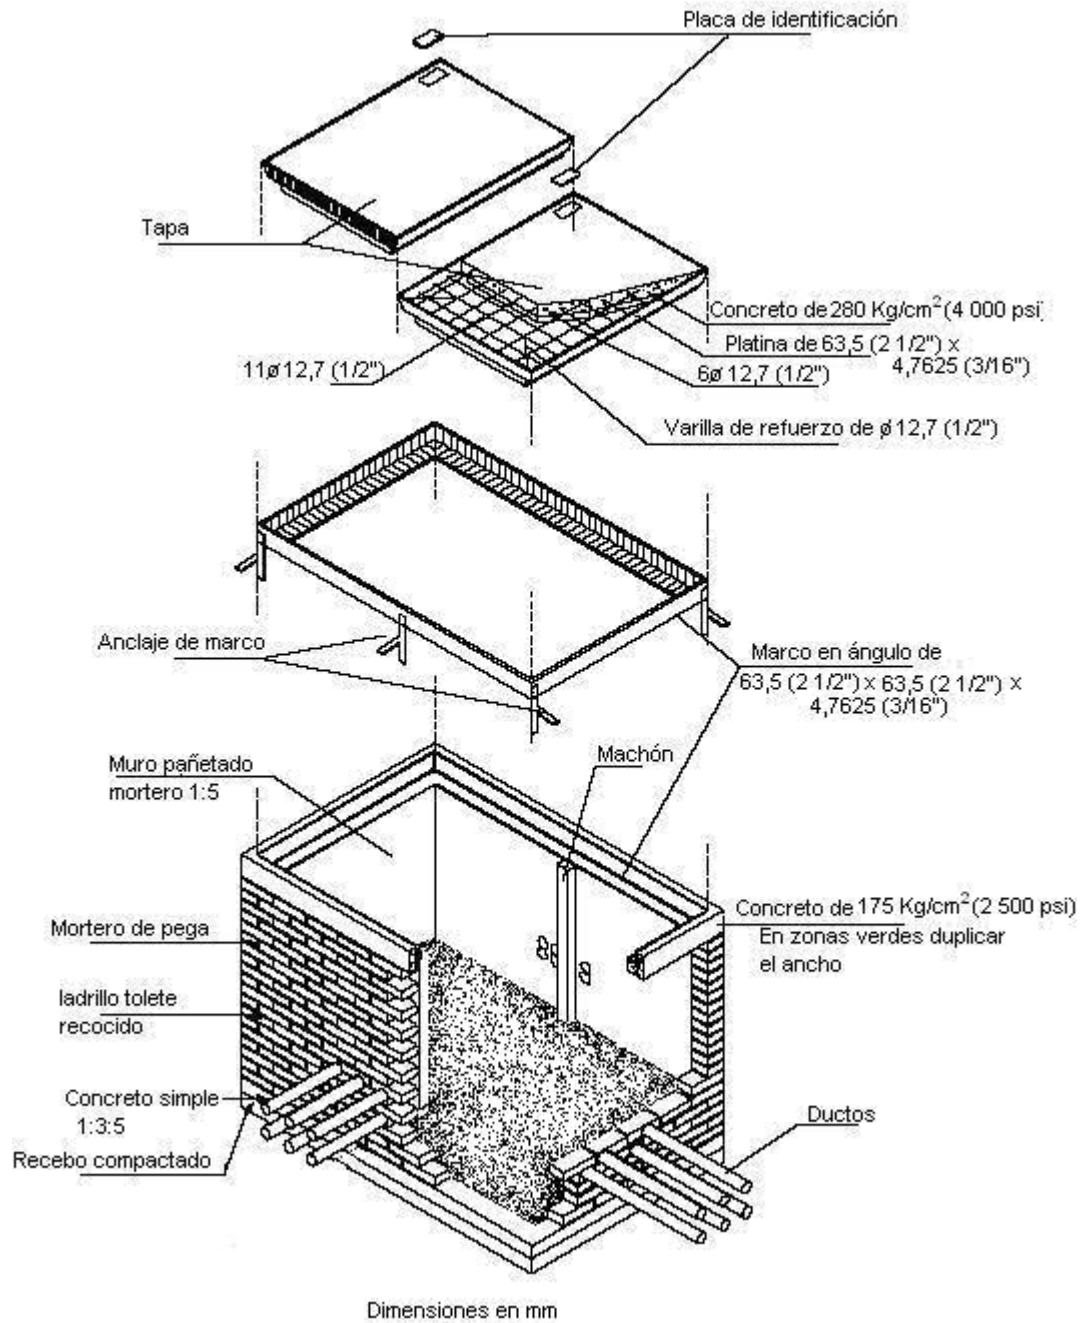 Placa de identificación
Tapa
Concreto de 280 Kg/cm² (4 000 psi)
Platina de 63,5 (2 1/2") x
4,7625 (3/16")
11ø 12,7 (1/2")
6ø 12,7 (1/2")
Varilla de refuerzo de ø 12,7 (1/2")
Anclaje de marco
Marco en ángulo de
63,5 (2 1/2") x 63,5 (2 1/2") x
4,7625 (3/16")
Muro pañetado
mortero 1:5
Machón
Concreto de 175 Kg/cm² (2 500 psi)
En zonas verdes duplicar
el ancho
Mortero de pega
ladrillo tolete
recocido
Concreto simple
1:3:5
Ductos
Recebo compactado
Dimensiones en mm